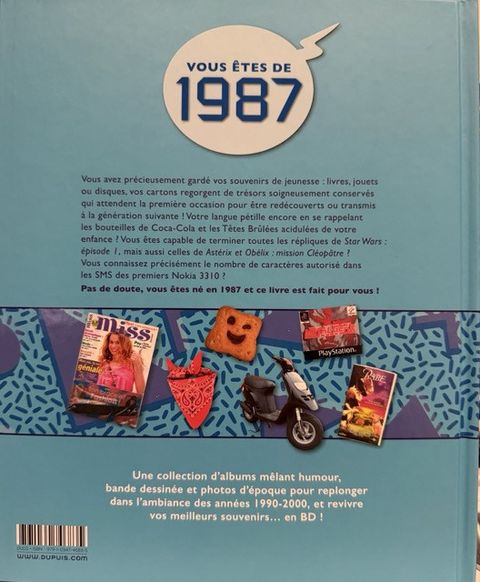 VOUS ÊTES DE
1987
Vous avez précieusement gardé vos souvenirs de jeunesse : livres, jouets
ou disques, vos cartons regorgent de trésors soigneusement conservés
qui attendent la première occasion pour être redécouverts ou transmis
à la génération suivante ! Votre langue pétille encore en se rappelant
les bouteilles de Coca-Cola et les Têtes Brûlées acidulées de votre
enfance ? Vous êtes capable de terminer toutes les répliques de Star Wars :
épisode 1, mais aussi celles de Astérix et Obélix : mission Cléopâtre ?
Vous connaissez précisément le nombre de caractères autorisé dans
les SMS des premiers Nokia 3310 ?
Pas de doute, vous êtes né en 1987 et ce livre est fait pour vous !
Miss
géniale
PlayStation
BABE
Une collection d'albums mêlant humour,
bande dessinée et photos d'époque pour replonger
dans l'ambiance des années 1990-2000, et revivre
vos meilleurs souvenirs... en BD !
WWW.DUPUIS.COM